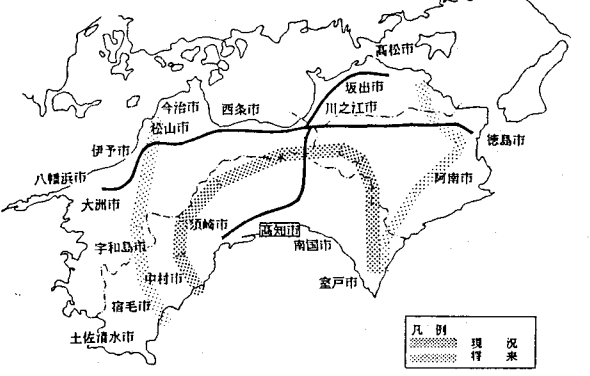 高松市
坂出市
今治市
西条市
川之江市
松山市
徳島市
伊予市
八幡浜市
阿南市
大洲市
須崎市
高知市
宇和島市
南国市
中村市
室戸市
宿毛市
土佐清水市
凡例
現況
将来